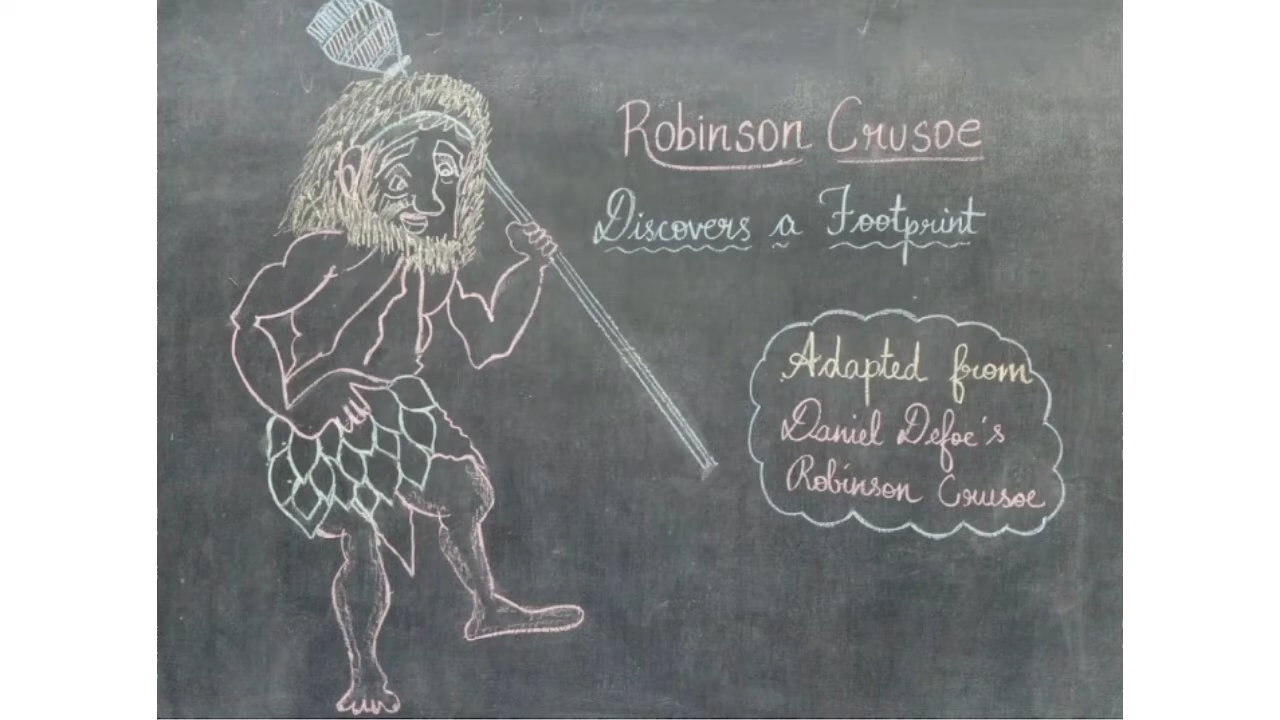 Robinson Crusoe
Discovers a Footprint
Adapted from
Daniel Defoe's
Robinson Crusoe